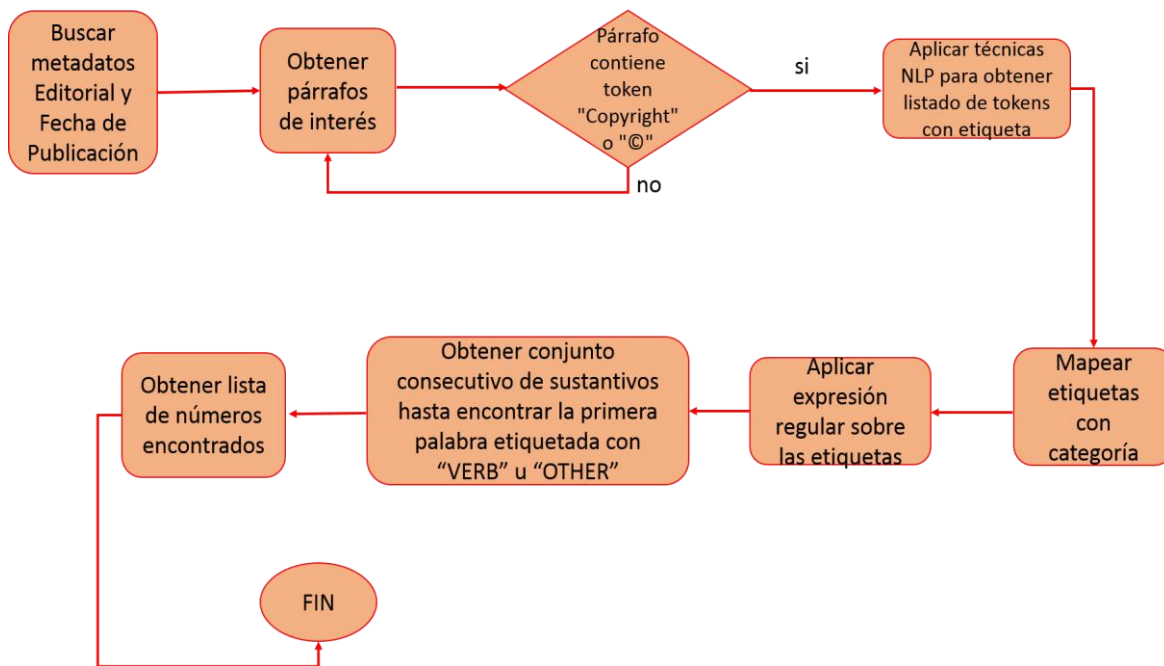 Buscar
metadatos
Editorial y
Fecha de
Publicación
Obtener
párrafos
de interés
Párrafo
contiene
token
"Copyright"
o "©"
si
no
Aplicar técnicas
NLP para obtener
listado de tokens
con etiqueta
Mapear
etiquetas
con
categoría
Aplicar
expresión
regular sobre
las etiquetas
Obtener conjunto
consecutivo de sustantivos
hasta encontrar la primera
palabra etiquetada con
“VERB” u “OTHER”
Obtener lista
de números
encontrados
FIN